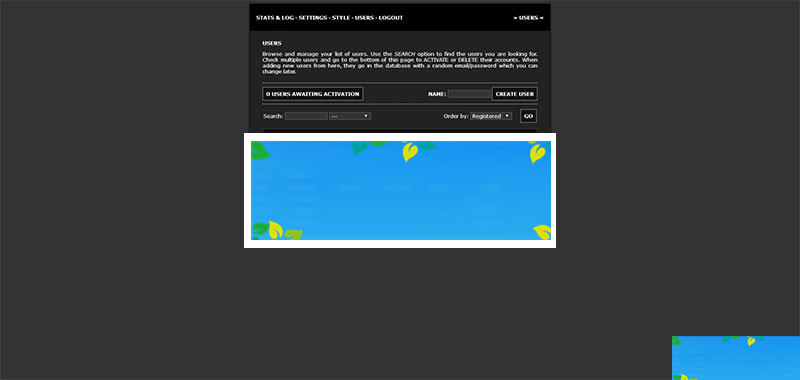 STATS & LOG · SETTINGS · STYLE · USERS · LOGOUT
» USERS «
USERS
Browse and manage your list of users. Use the SEARCH option to find the users you are looking for.
Check multiple users and go to the bottom of this page to ACTIVATE or DELETE their accounts. When
adding new users from here, they go in the database with a random email/password which you can
change later.
0 USERS AWAITING ACTIVATION
NAME:
CREATE USER
Search:
---
Order by:
Registered
GO